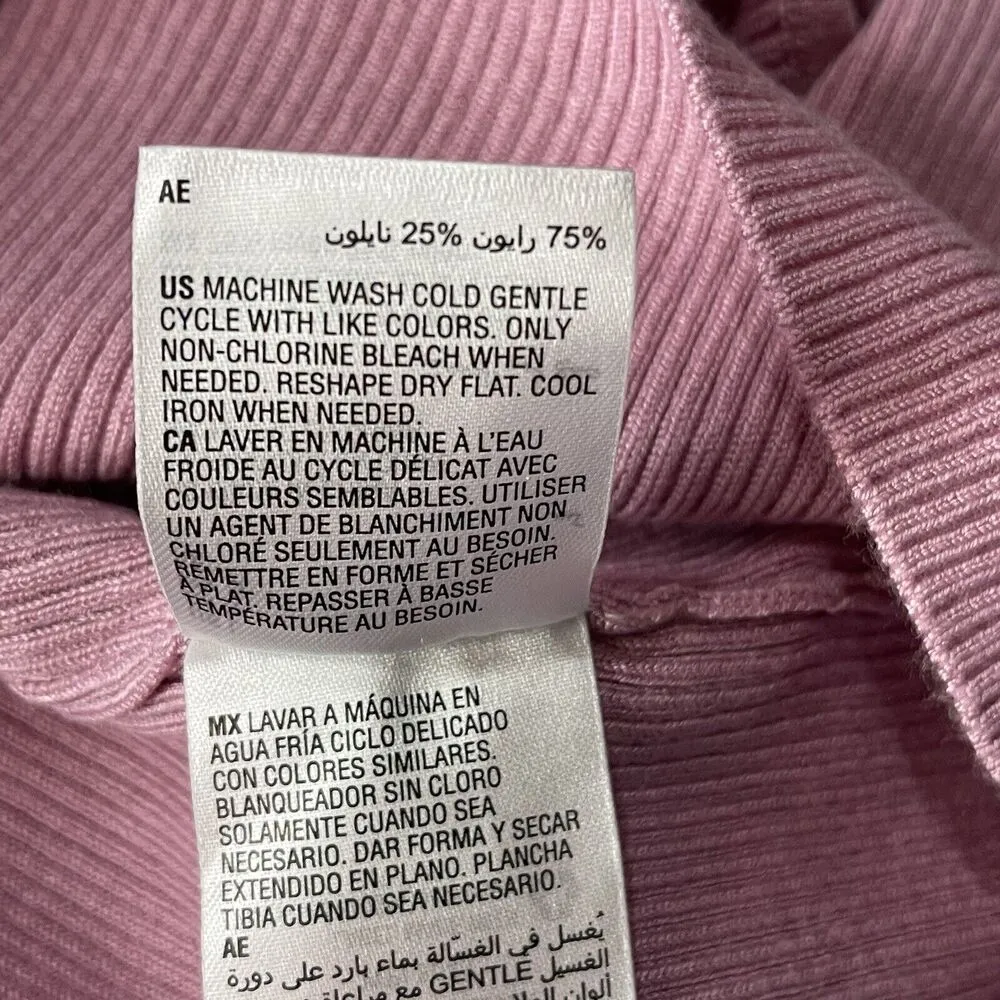 AE
75% رايون 25% نايلون
US MACHINE WASH COLD GENTLE
CYCLE WITH LIKE COLORS. ONLY
NON-CHLORINE BLEACH WHEN
NEEDED. RESHAPE DRY FLAT. COOL
IRON WHEN NEEDED.
CA LAVER EN MACHINE À L'EAU
FROIDE AU CYCLE DÉLICAT AVEC
COULEURS SEMBLABLES. UTILISER
UN AGENT DE BLANCHIMENT NON
CHLORÉ SEULEMENT AU BESOIN.
REMETTRE EN FORME ET SÉCHER
À PLAT. REPASSER À BASSE
TEMPÉRATURE AU BESOIN.
MX LAVAR A MÁQUINA EN
AGUA FRÍA CICLO DELICADO
CON COLORES SIMILARES.
BLANQUEADOR SIN CLORO
SOLAMENTE CUANDO SEA
NECESARIO. DAR FORMA Y SECAR
EXTENDIDO EN PLANO. PLANCHA
TIBIA CUANDO SEA NECESARIO.
AE
يُغسل في الغسّالة بماء بارد على دورة
الغسيل GENTLE مع مراعاة
ألوان